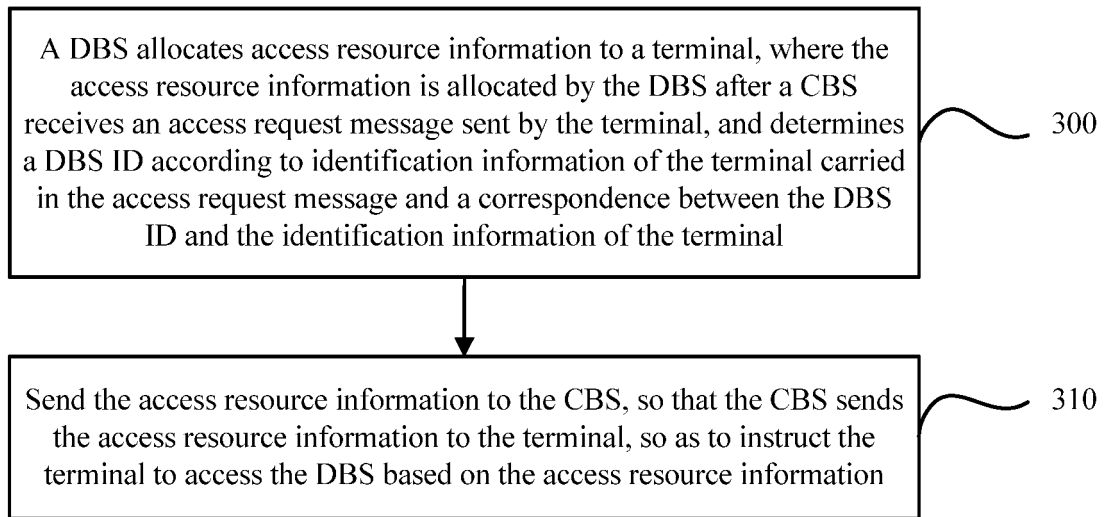 A DBS allocates access resource information to a terminal, where the
access resource information is allocated by the DBS after a CBS
receives an access request message sent by the terminal, and determines
a DBS ID according to identification information of the terminal carried
in the access request message and a correspondence between the DBS
ID and the identification information of the terminal
300
Send the access resource information to the CBS, so that the CBS sends
the access resource information to the terminal, so as to instruct the
terminal to access the DBS based on the access resource information
310